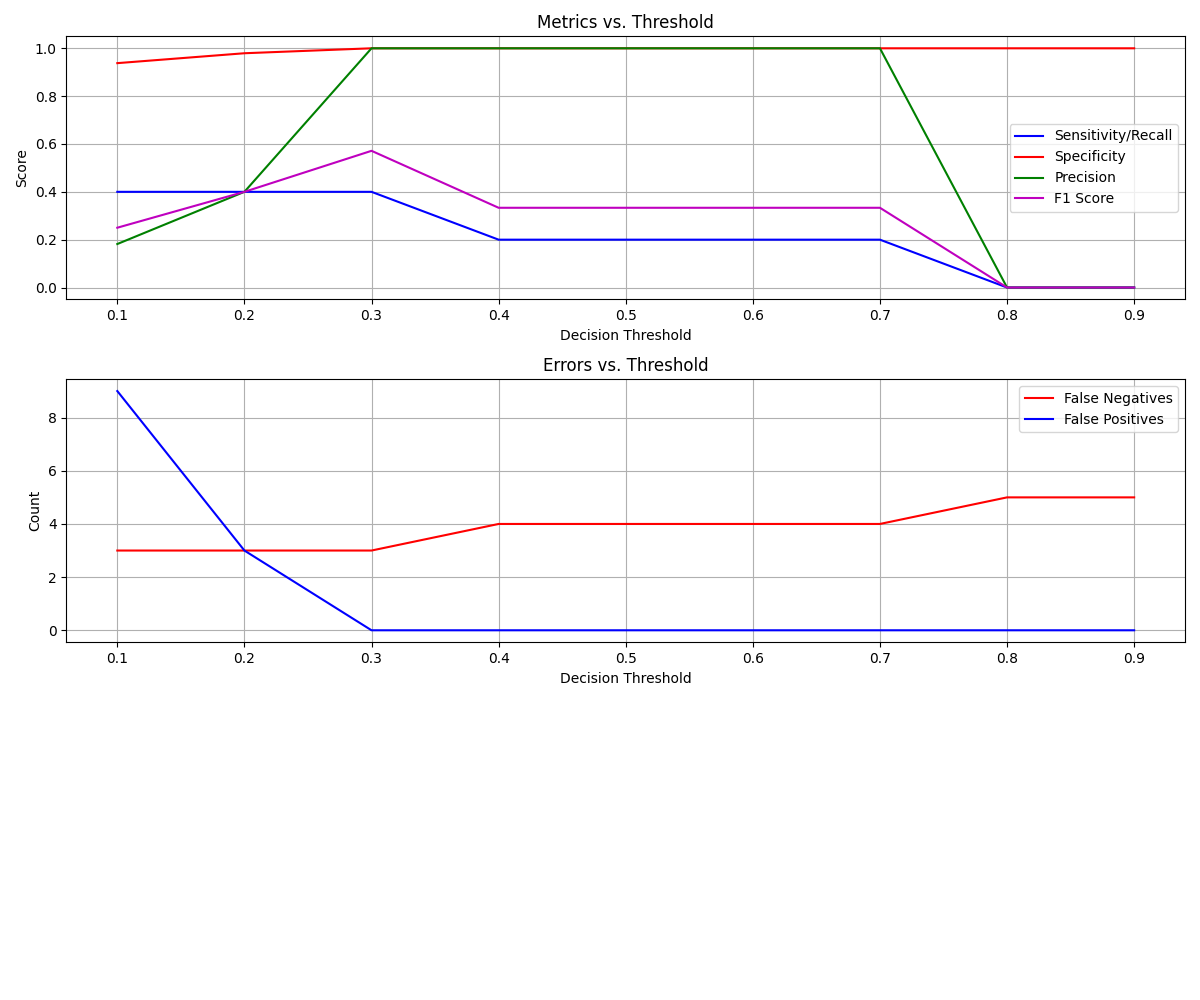 Metrics vs. Threshold
Score
1.0
0.8
0.6
0.4
0.2
0.0
Sensitivity/Recall
Specificity
Precision
F1 Score
0.1 0.2 0.3 0.4 0.5 0.6 0.7 0.8 0.9
Decision Threshold
Errors vs. Threshold
Count
8
6
4
2
0
False Negatives
False Positives
0.1 0.2 0.3 0.4 0.5 0.6 0.7 0.8 0.9
Decision Threshold